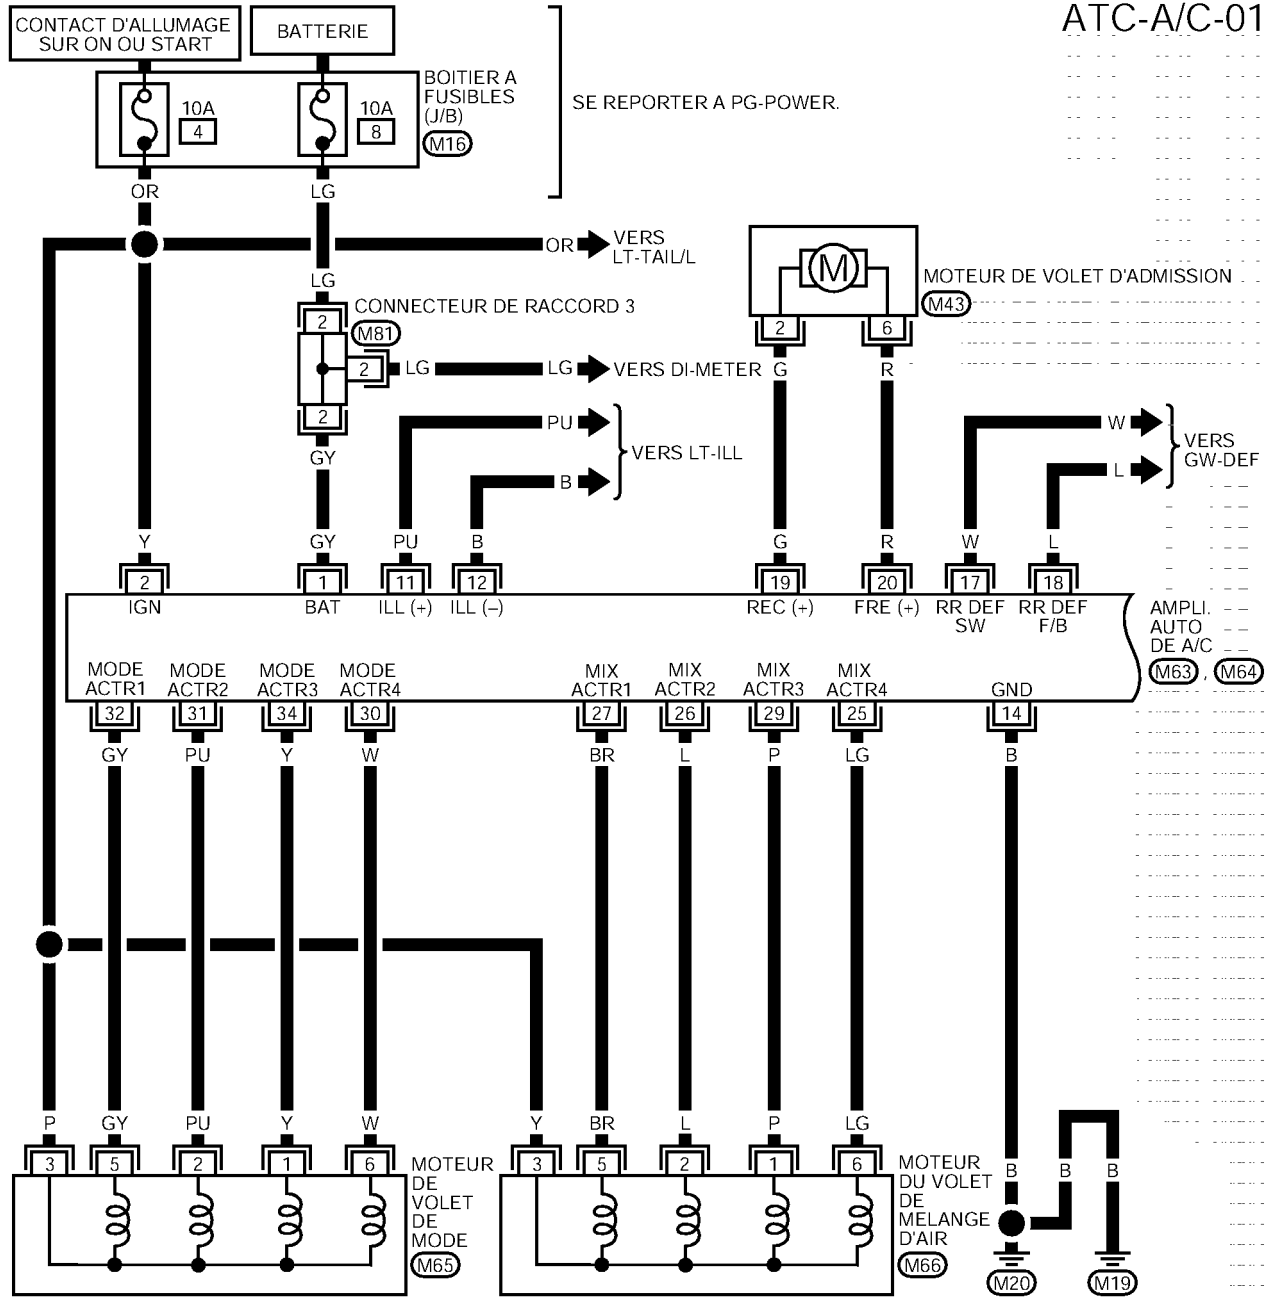 ATC-A/C-01
CONTACT D'ALLUMAGE
SUR ON OU START
BATTERIE
10A
4
10A
8
BOITIER A
FUSIBLES
(J/B)
M16
SE REPORTER A PG-POWER.
OR
LG
OR
VERS
LT-TAIL/L
LG
2
CONNECTEUR DE RACCORD 3
M81
2
LG
LG
VERS DI-METER
2
GY
PU
B
VERS LT-ILL
M
MOTEUR DE VOLET D'ADMISSION
M43
2
6
G
R
W
L
VERS
GW-DEF
Y
GY
PU
B
G
R
W
L
2
1
11
12
19
20
17
18
IGN
BAT
ILL (+)
ILL (–)
REC (+)
FRE (+)
RR DEF
SW
RR DEF
F/B
AMPLI.
AUTO
DE A/C
M63 , M64
MODE
ACTR1
MODE
ACTR2
MODE
ACTR3
MODE
ACTR4
MIX
ACTR1
MIX
ACTR2
MIX
ACTR3
MIX
ACTR4
GND
32
31
34
30
27
26
29
25
14
GY
PU
Y
W
BR
L
P
LG
B
P
GY
PU
Y
W
Y
BR
L
P
LG
3
5
2
1
6
3
5
2
1
6
MOTEUR
DE
VOLET
DE
MODE
M65
MOTEUR
DU VOLET
DE
MELANGE
D'AIR
M66
B
B
B
M20
M19